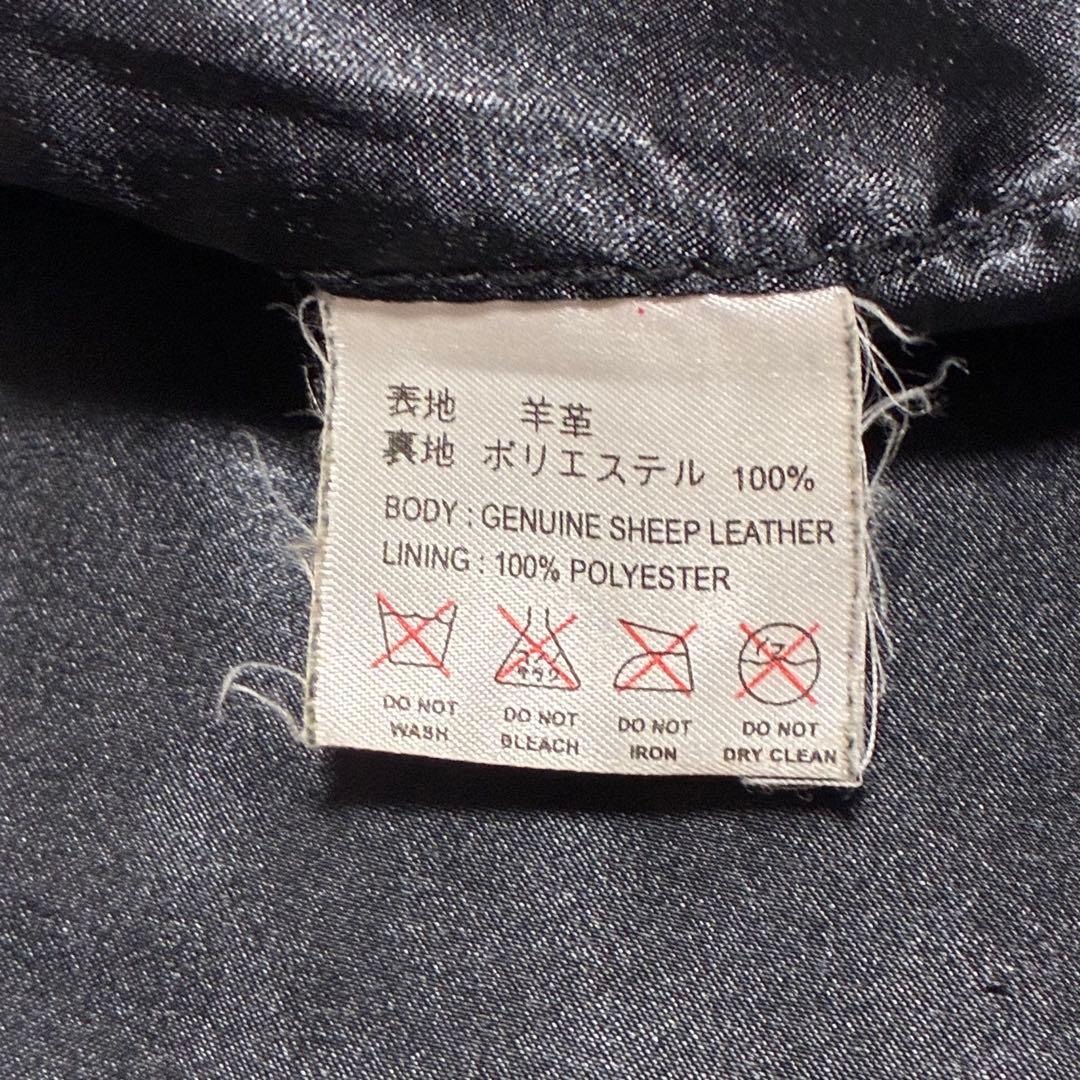 表地 羊革
裏地 ポリエステル 100%
BODY : GENUINE SHEEP LEATHER
LINING : 100% POLYESTER
DO NOT WASH
DO NOT BLEACH
DO NOT IRON
DO NOT DRY CLEAN